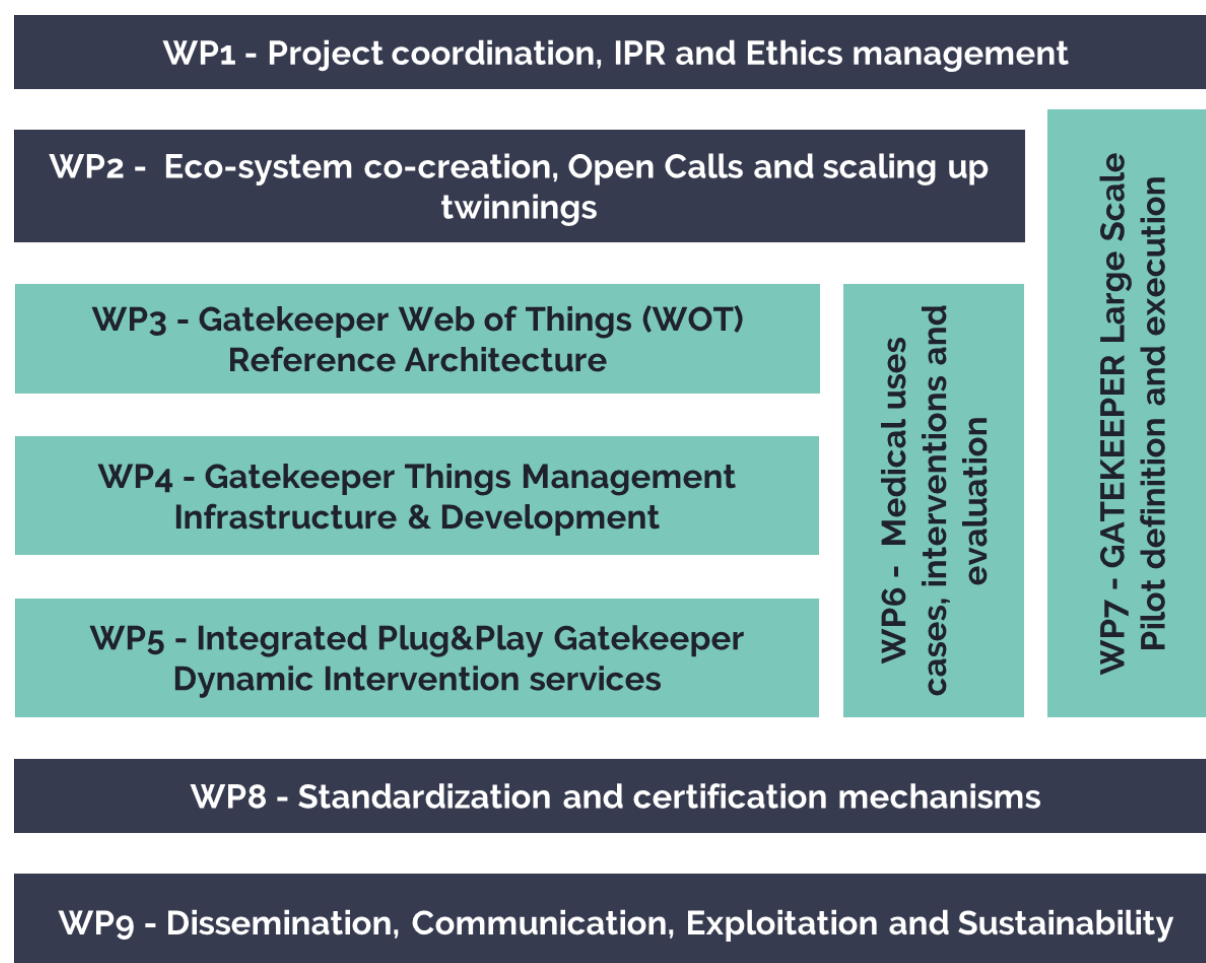 WP1 - Project coordination, IPR and Ethics management
WP2 - Eco-system co-creation, Open Calls and scaling up
twinnings
WP3 - Gatekeeper Web of Things (WOT)
Reference Architecture
WP4 - Gatekeeper Things Management
Infrastructure & Development
WP5 - Integrated Plug&Play Gatekeeper
Dynamic Intervention services
WP6 - Medical uses
cases, interventions and
evaluation
WP7 - GATEKEEPER Large Scale
Pilot definition and execution
WP8 - Standardization and certification mechanisms
WP9 - Dissemination, Communication, Exploitation and Sustainability